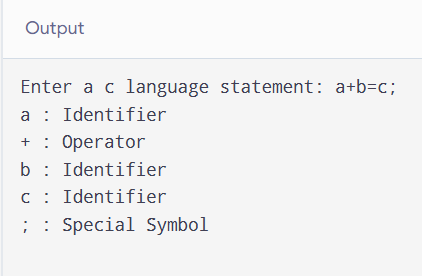 Output
Enter a c language statement: a+b=c;
a : Identifier
+ : Operator
b : Identifier
c : Identifier
; : Special Symbol